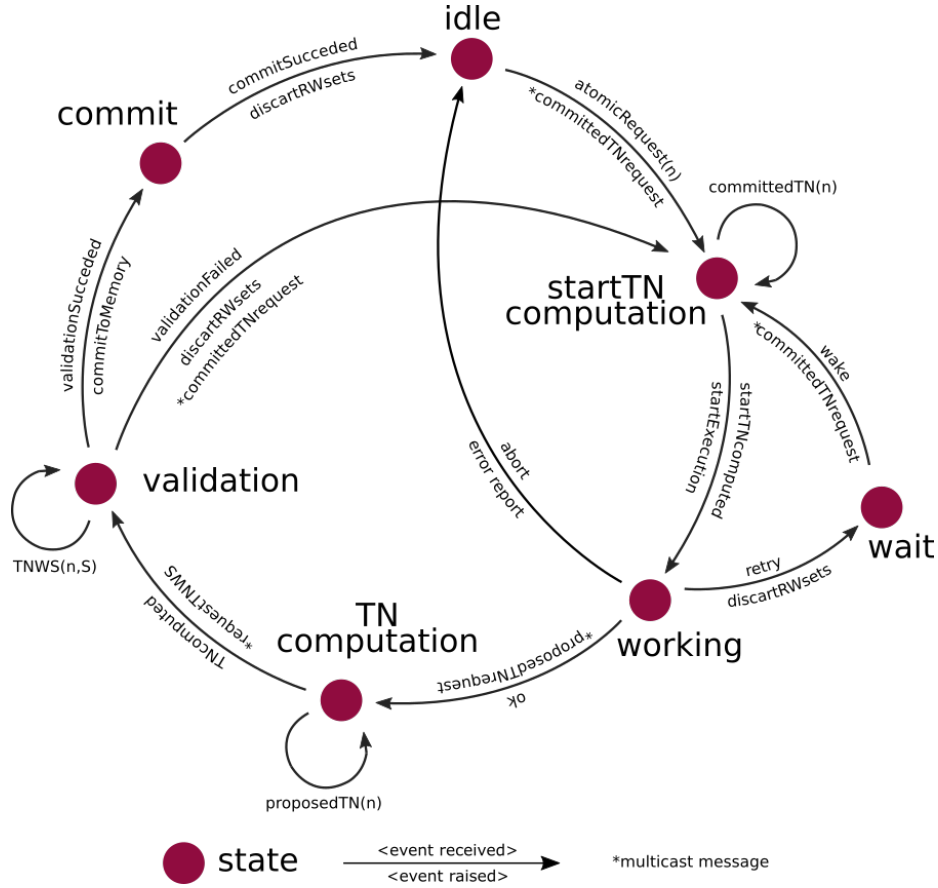 idle
commitSucceded
discartRWsets
commit
atomicRequest(n)
*committedTNrequest
committedTN(n)
validationSucceded
commitToMemory
validationFailed
discartRWsets
*committedTNrequest
startTN
computation
wake
*committedTNrequest
startTNcomputed
startExecution
abort
error report
validation
TNWS(n,S)
wait
retry
discartRWsets
*requestTNWS
TNcomputed
TN
computation
working
*proposedTNrequest
ok
proposedTN(n)
state
<event received>
<event raised>
*multicast message